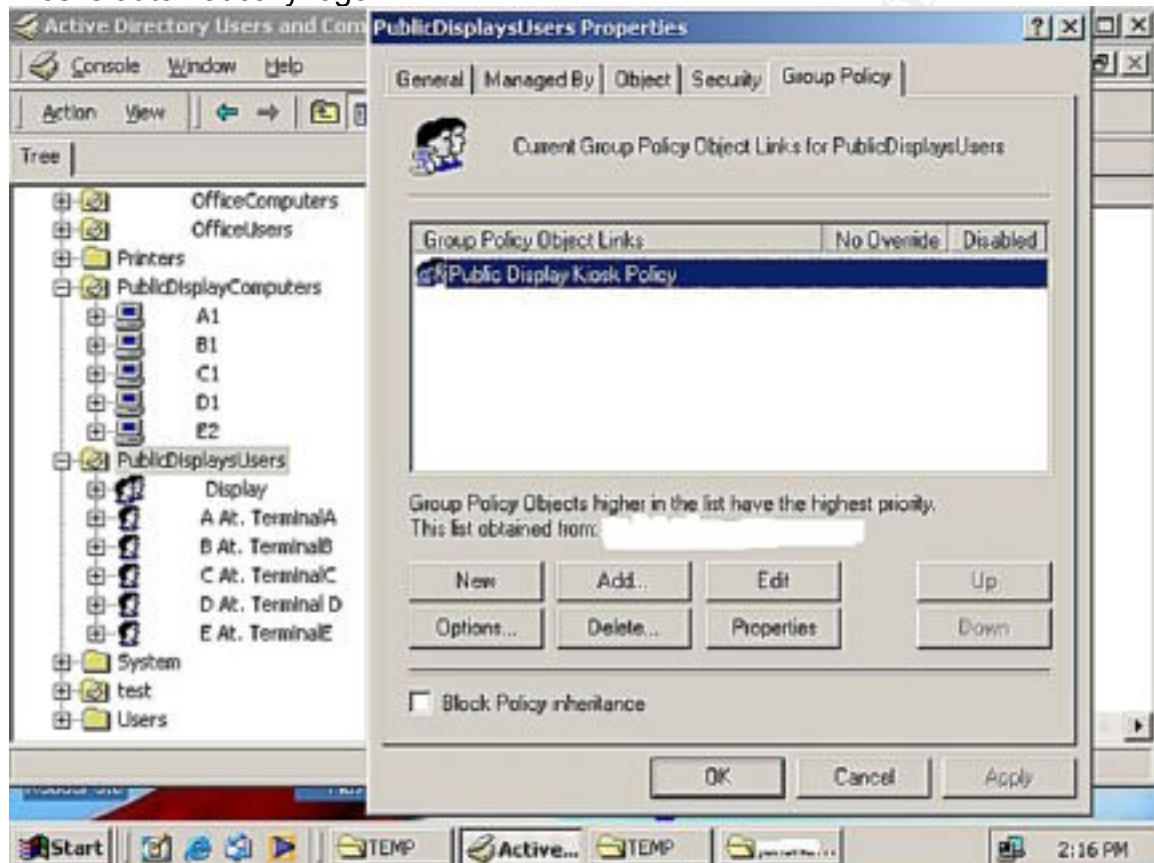 Active Directory Users and Com
Console Window Help
Action View
Tree
OfficeComputers
OfficeUsers
Printers
PublicDisplayComputers
A1
B1
C1
D1
E2
PublicDisplaysUsers
Display
A At. TerminalA
B At. TerminalB
C At. TerminalC
D At. Terminal D
E At. TerminalE
System
test
Users
PublicDisplaysUsers Properties
General Managed By Object Security Group Policy
Current Group Policy Object Links for PublicDisplaysUsers
Group Policy Object Links No Override Disabled
Public Display Kiosk Policy
Group Policy Objects higher in the list have the highest priority.
This list obtained from:
New Add... Edit Up
Options... Delete... Properties Down
Block Policy inheritance
OK Cancel Apply
Start TEMP Active... TEMP 2:16 PM